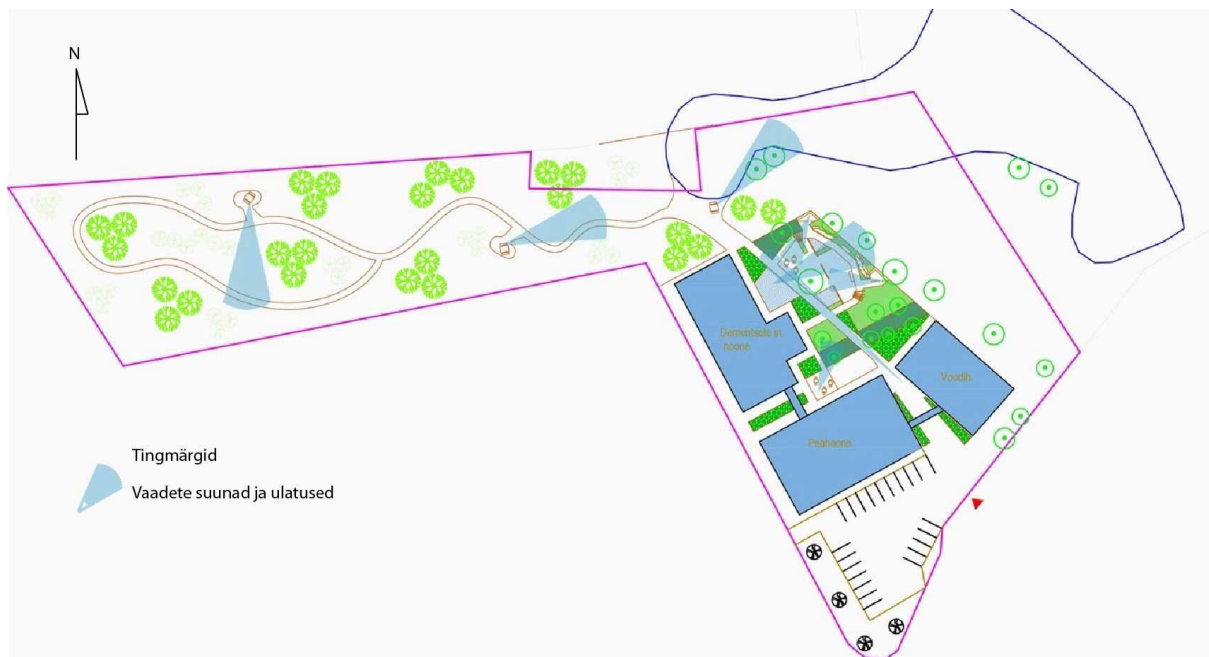 N
Dementsete in.
hoone
Voodih.
Peahoone
Tingmärgid
Vaadete suunad ja ulatused